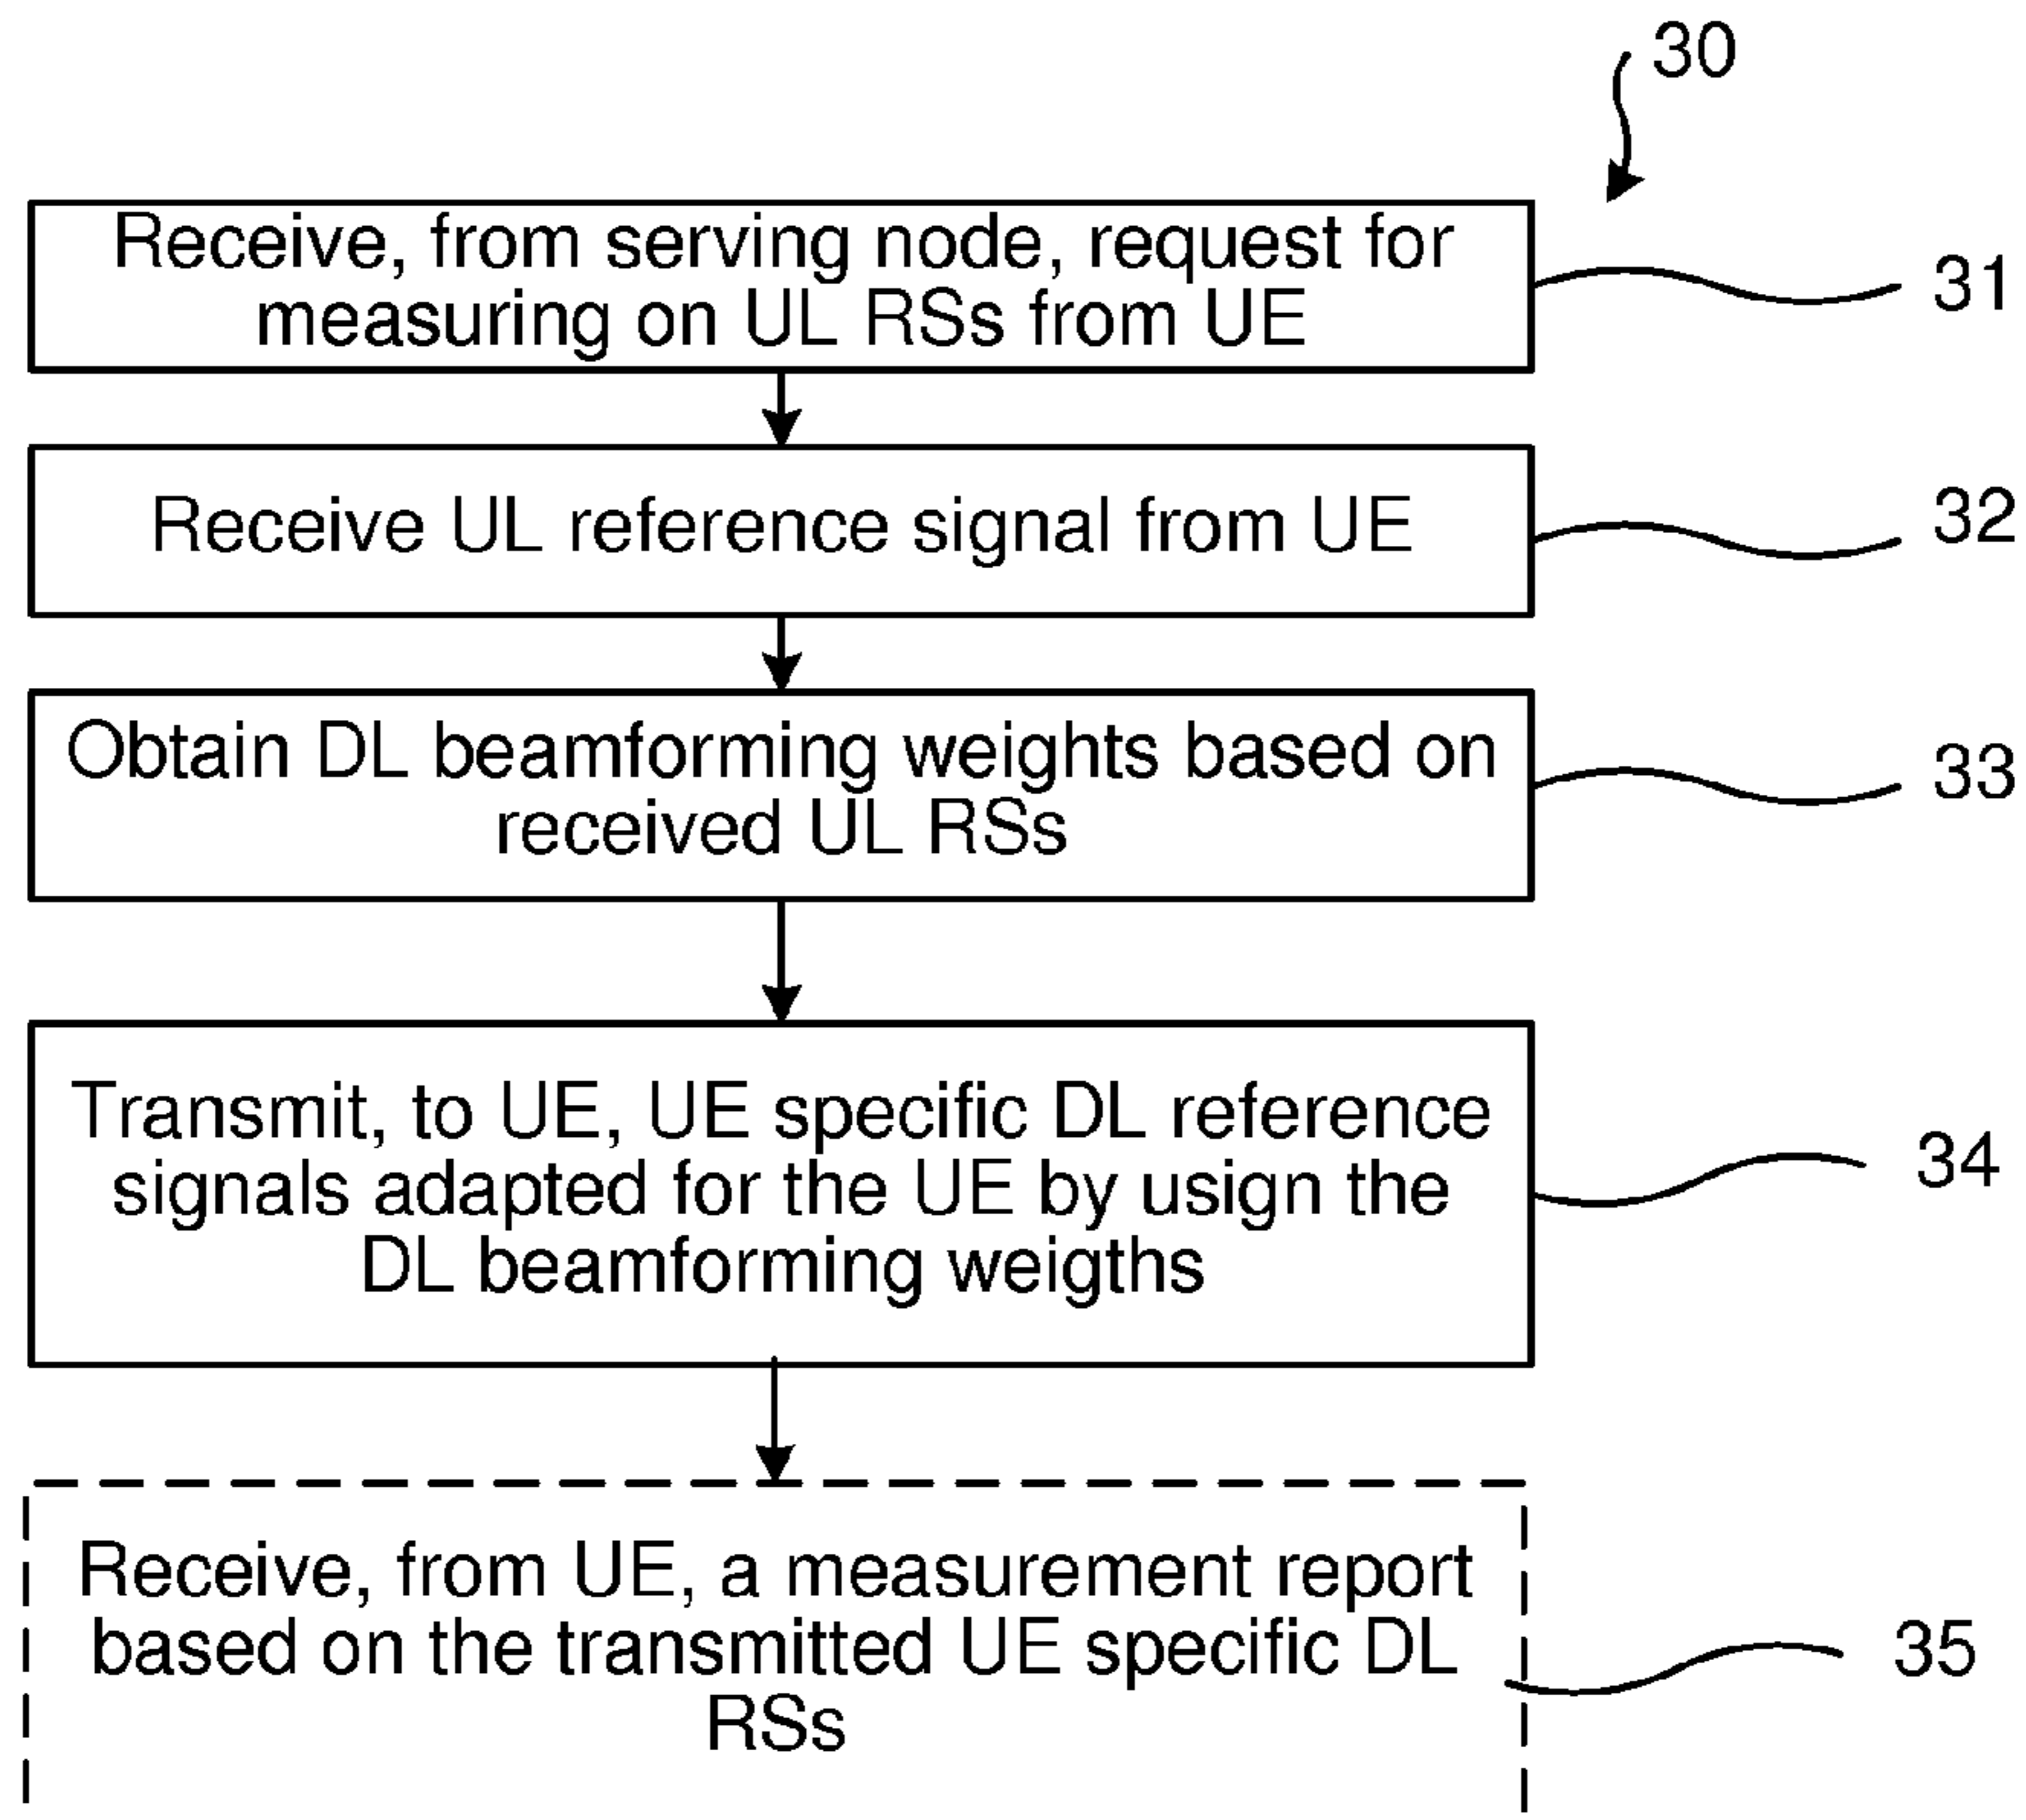 30
Receive, from serving node, request for
measuring on UL RSs from UE
31
Receive UL reference signal from UE
32
Obtain DL beamforming weights based on
received UL RSs
33
Transmit, to UE, UE specific DL reference
signals adapted for the UE by usign the
DL beamforming weigths
34
Receive, from UE, a measurement report
based on the transmitted UE specific DL
RSs
35